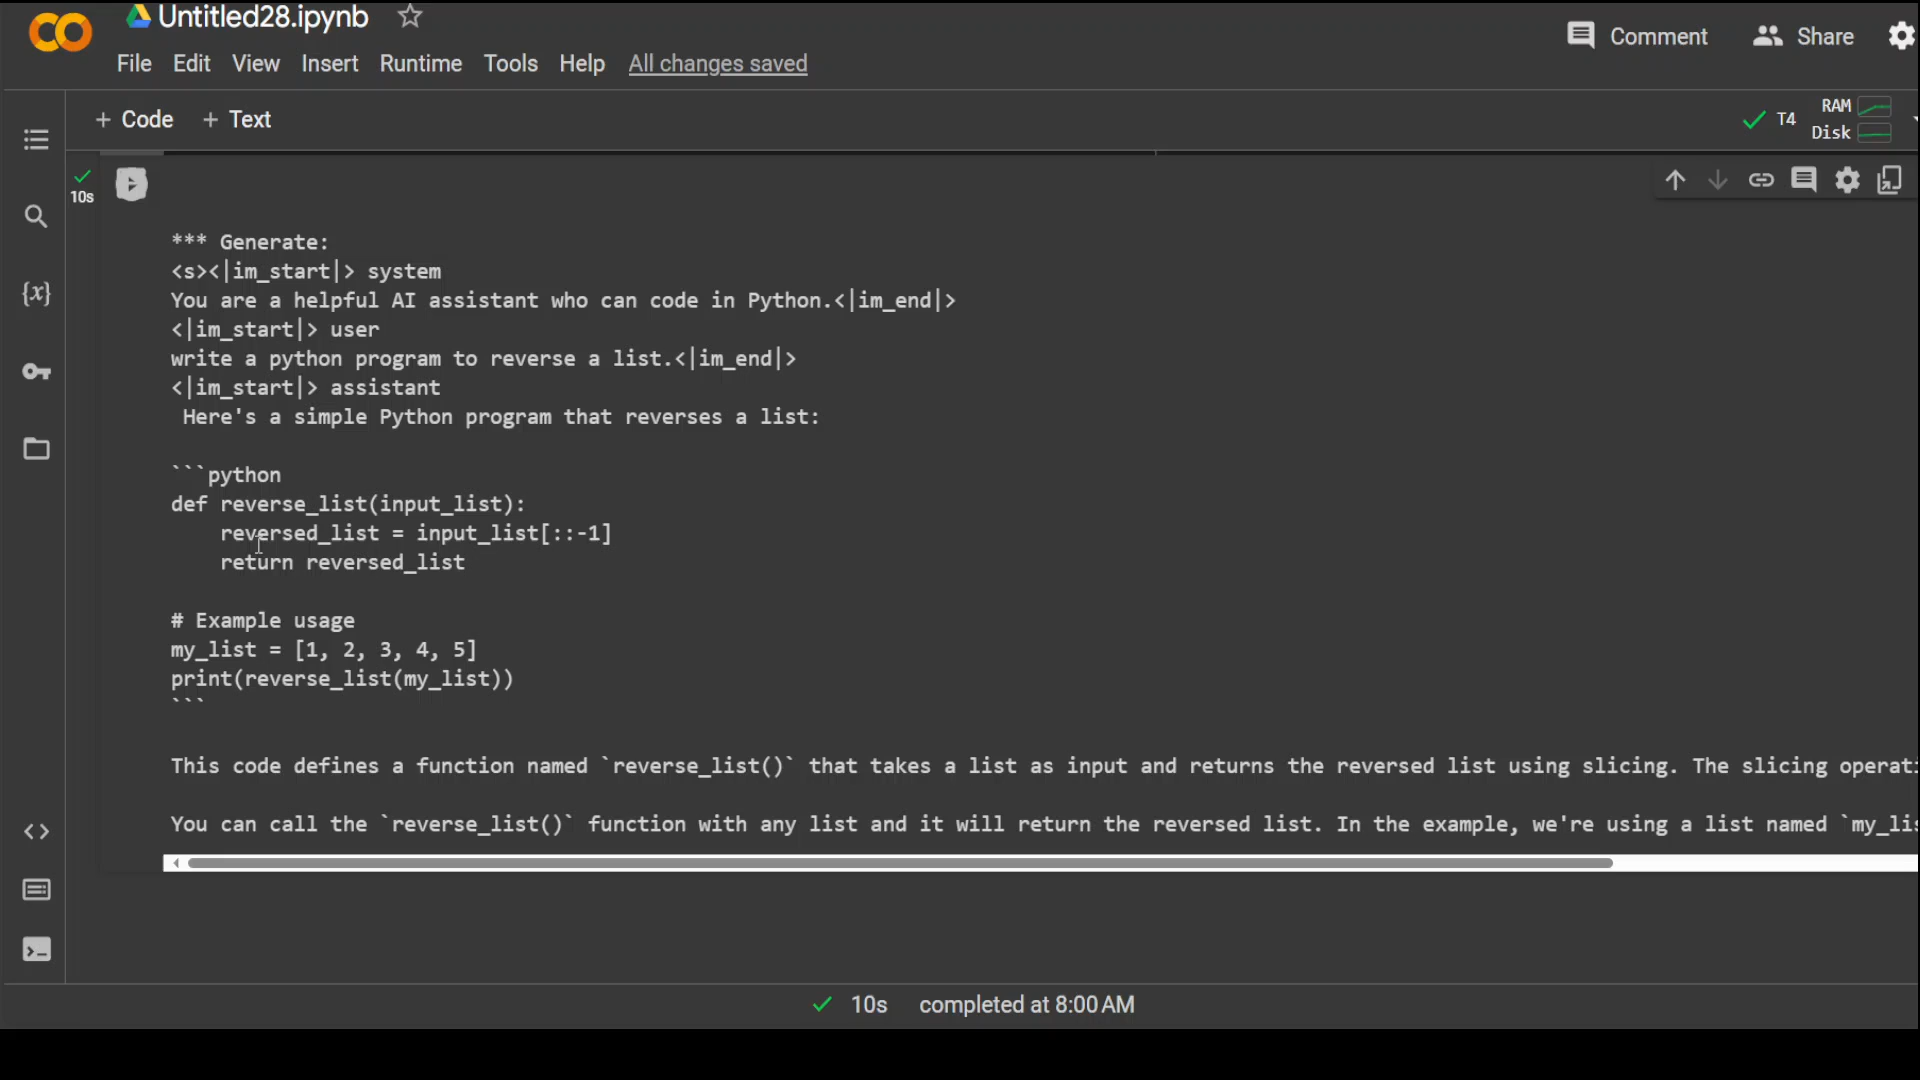 Untitled28.ipynb
Comment
Share
File Edit View Insert Runtime Tools Help All changes saved
+ Code + Text
T4
RAM
Disk
10s
*** Generate:
<s><|im_start|> system
You are a helpful AI assistant who can code in Python.<|im_end|>
<|im_start|> user
write a python program to reverse a list.<|im_end|>
<|im_start|> assistant
 Here's a simple Python program that reverses a list:
```python
def reverse_list(input_list):
    reversed_list = input_list[::-1]
    return reversed_list
# Example usage
my_list = [1, 2, 3, 4, 5]
print(reverse_list(my_list))
```
This code defines a function named `reverse_list()` that takes a list as input and returns the reversed list using slicing. The slicing operati
You can call the `reverse_list()` function with any list and it will return the reversed list. In the example, we're using a list named `my_lis
10s completed at 8:00 AM